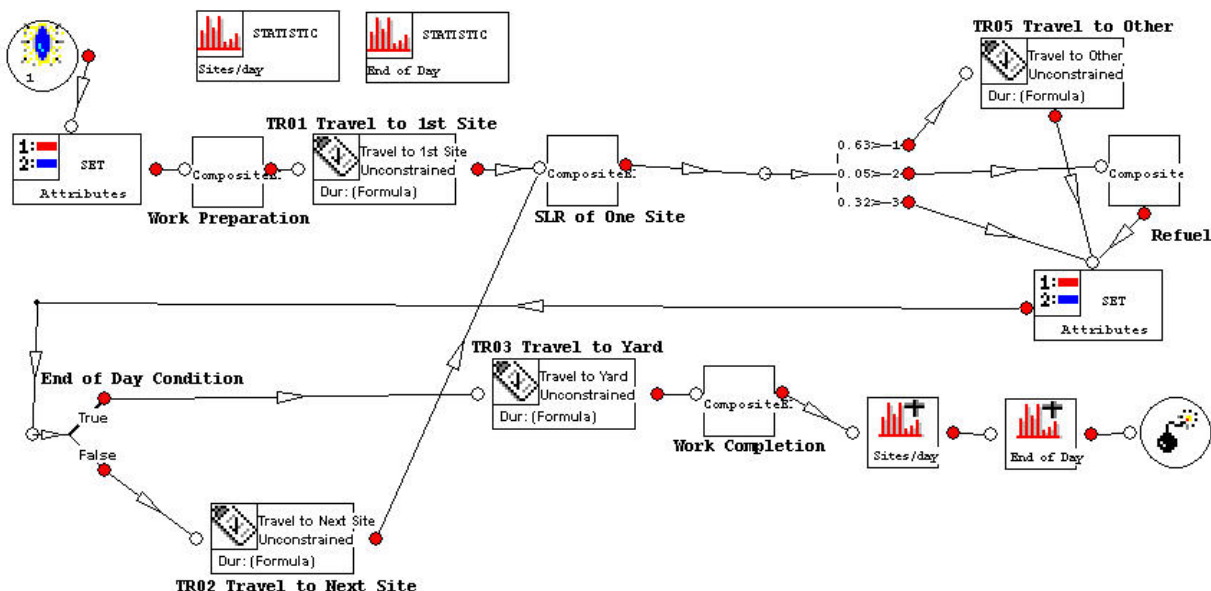 1
STATISTIC
Sites/day
STATISTIC
End of Day
TR05 Travel to Other
Travel to Other
Unconstrained
Dur: (Formula)
1:
2:
SET
Attributes
Work Preparation
TR01 Travel to 1st Site
Travel to 1st Site
Unconstrained
Dur: (Formula)
CompositeE.
CompositeE.
SLR of One Site
0.63>—1
0.05>—2
0.32>—3
Composite
Refuel
1:
2:
SET
Attributes
End of Day Condition
True
False
TR03 Travel to Yard
Travel to Yard
Unconstrained
Dur: (Formula)
CompositeE.
Work Completion
Sites/day
End of Day
Travel to Next Site
Unconstrained
Dur: (Formula)
TR02 Travel to Next Site